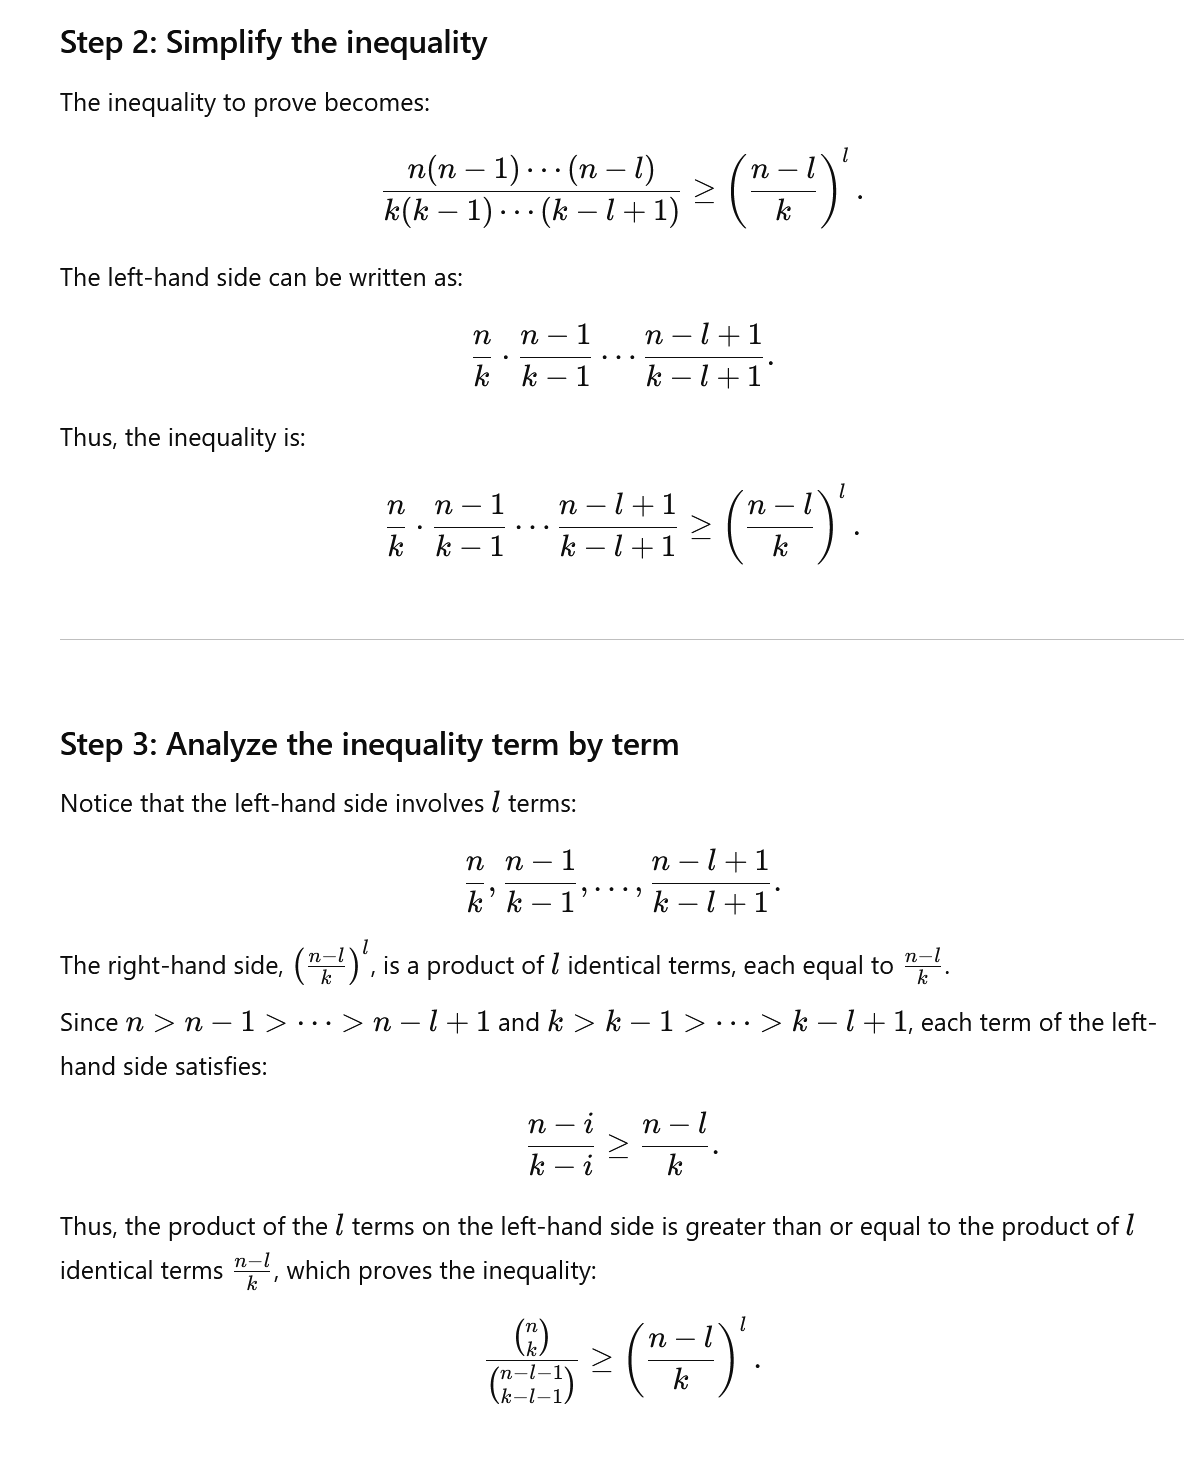 Step 2: Simplify the inequality
The inequality to prove becomes:
\frac{n(n-1)\cdots(n-l)}{k(k-1)\cdots(k-l+1)} \geq \left(\frac{n-l}{k}\right)^l.
The left-hand side can be written as:
\frac{n}{k} \cdot \frac{n-1}{k-1} \cdots \frac{n-l+1}{k-l+1}.
Thus, the inequality is:
\frac{n}{k} \cdot \frac{n-1}{k-1} \cdots \frac{n-l+1}{k-l+1} \geq \left(\frac{n-l}{k}\right)^l.
Step 3: Analyze the inequality term by term
Notice that the left-hand side involves l terms:
\frac{n}{k}, \frac{n-1}{k-1}, \ldots, \frac{n-l+1}{k-l+1}.
The right-hand side, \left(\frac{n-l}{k}\right)^l, is a product of l identical terms, each equal to \frac{n-l}{k}.
Since n > n - 1 > \cdots > n - l + 1 and k > k - 1 > \cdots > k - l + 1, each term of the left-
hand side satisfies:
\frac{n-i}{k-i} \geq \frac{n-l}{k}.
Thus, the product of the l terms on the left-hand side is greater than or equal to the product of l
identical terms \frac{n-l}{k}, which proves the inequality:
\frac{\binom{n}{k}}{\binom{n-l-1}{k-l-1}} \geq \left(\frac{n-l}{k}\right)^l.